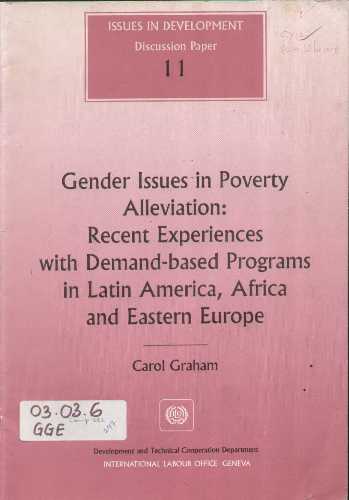 ISSUES IN DEVELOPMENT
Discussion Paper
11
Gender Issues in Poverty
Alleviation:
Recent Experiences
with Demand-based Programs
in Latin America, Africa
and Eastern Europe
Carol Graham
03.03.6
GGE
Development and Technical Cooperation Department
INTERNATIONAL LABOUR OFFICE GENEVA